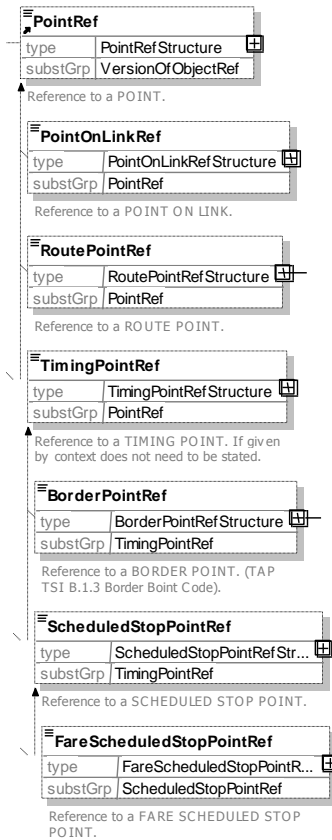 PointRef
type PointRefStructure
substGrp VersionOfObjectRef
Reference to a POINT.
PointOnLinkRef
type PointOnLinkRefStructure
substGrp PointRef
Reference to a POINT ON LINK.
RoutePointRef
type RoutePointRefStructure
substGrp PointRef
Reference to a ROUTE POINT.
TimingPointRef
type TimingPointRefStructure
substGrp PointRef
Reference to a TIMING POINT. If given
by context does not need to be stated.
BorderPointRef
type BorderPointRefStructure
substGrp TimingPointRef
Reference to a BORDER POINT. (TAP
TSI B.1.3 Border Boint Code).
ScheduledStopPointRef
type ScheduledStopPointRefStr...
substGrp TimingPointRef
Reference to a SCHEDULED STOP POINT.
FareScheduledStopPointRef
type FareScheduledStopPointR...
substGrp ScheduledStopPointRef
Reference to a FARE SCHEDULED STOP
POINT.